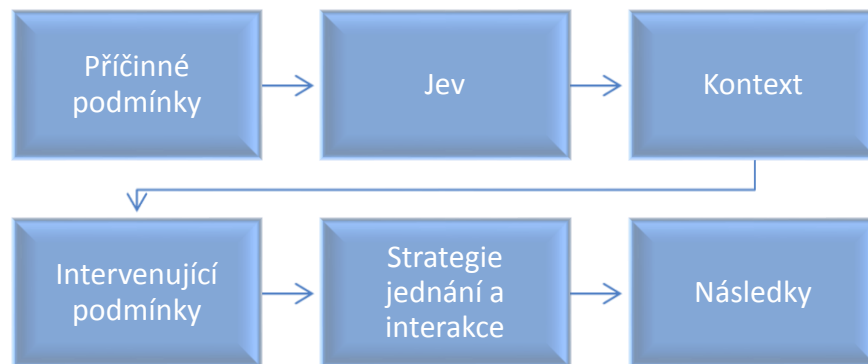 Příčinné
podmínky
Jev
Kontext
Intervenující
podmínky
Strategie
jednání a
interakce
Následky